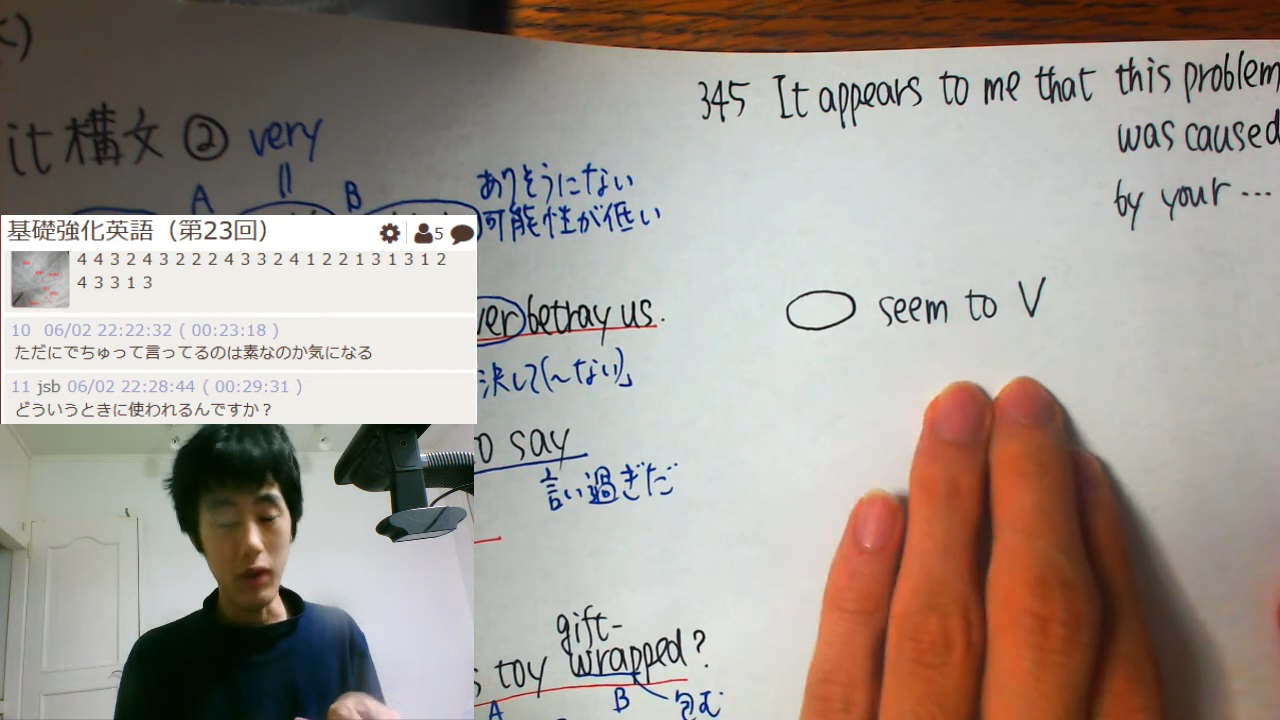 it構文 ② very
=
A
B
ありそうにない
可能性が低い
345 It appears to me that this problem
was caused
by your …
基礎強化英語（第23回）
5
4 4 3 2 4 3 2 2 2 4 3 3 2 4 1 2 2 1 3 1 3 1 2
4 3 3 1 3
10 06/02 22:22:32 ( 00:23:18 )
ただにでちゅって言ってるのは素なのか気になる
11 jsb 06/02 22:28:44 ( 00:29:31 )
どういうときに使われるんですか？
ver betray us.
決して(〜ない)」
seem to V
o say
言い過ぎだ
gift-
s toy wrapped?
A
B
包む